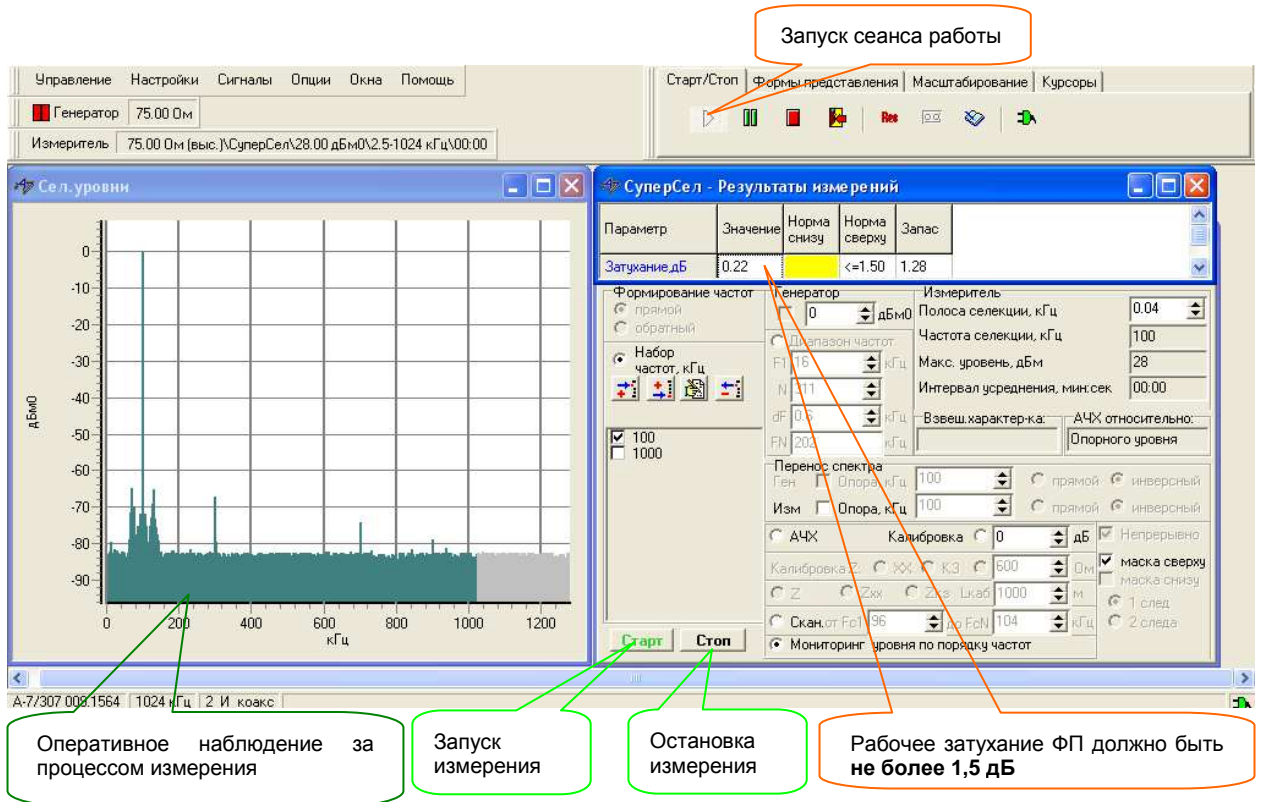 Запуск сеанса работы
Управление Настройки Сигналы Опции Окна Помощь
Старт/Стоп Формы представления Масштабирование Курсоры
Генератор 75.00 Ом
Res
Измеритель 75.00 Ом (выс.)\СуперСел\28.00 дБм0\2.5-1024 кГц\00:00
Сел.уровни
0
-10
-20
-30
-40
-50
-60
-70
-80
-90
дБм0
0 200 400 600 800 1000 1200
кГц
СуперСел - Результаты измерений
Параметр Значение Норма снизу Норма сверху Запас
Затухание,дБ 0.22 <=1.50 1.28
Формирование частот
прямой
обратный
Набор
частот, кГц
100
1000
Старт Стоп
Генератор
0 дБм0
Диапазон частот
F1 16 кГц
N 311
dF 0.6 кГц
FN 202 кГц
Измеритель
Полоса селекции, кГц 0.04
Частота селекции, кГц 100
Макс. уровень, дБм 28
Интервал усреднения, мин:сек 00:00
Взвеш.характер-ка: АЧХ относительно:
Опорного уровня
Перенос спектра
Ген Опора, кГц 100 прямой инверсный
Изм Опора, кГц 100 прямой инверсный
АЧХ Калибровка 0 дБ Непрерывно
Калибровка Z: XX КЗ 600 Ом маска сверху
маска снизу
Z Zхх Zкз Lкаб 1000 м 1 след
Скан.от Fc1 96 до FcN 104 кГц 2 следа
Мониторинг уровня по порядку частот
А-7/307 009.1564 1024 кГц 2 И коакс
Оперативное наблюдение за
процессом измерения
Запуск
измерения
Остановка
измерения
Рабочее затухание ФП должно быть
не более 1,5 дБ